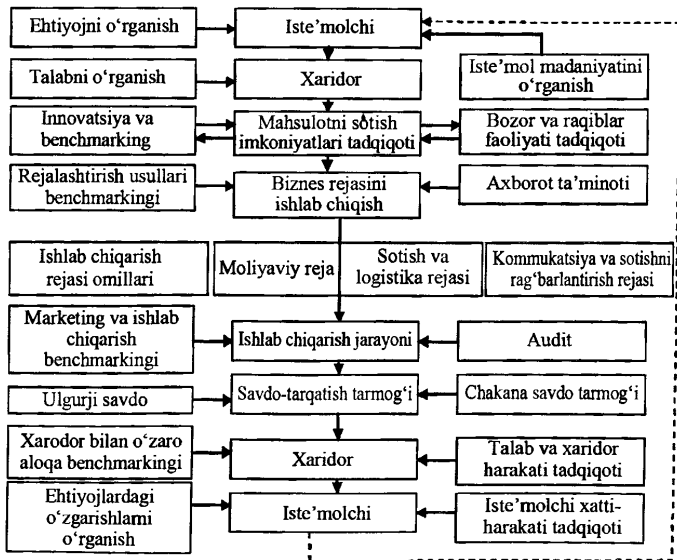 Ehtiyojni o‘rganish
Iste’molchi
Talabni o‘rganish
Xaridor
Iste’mol madaniyatini
o‘rganish
Innovatsiya va
benchmarking
Mahsulotni sotish
imkoniyatlari tadqiqoti
Bozor va raqiblar
faoliyati tadqiqoti
Rejalashtirish usullari
benchmarkingi
Biznes rejasini
ishlab chiqish
Axborot ta’minoti
Ishlab chiqarish
rejasi omillari
Moliyaviy reja
Sotish va
logistika rejasi
Kommukatsiya va sotishni
rag‘barlantirish rejasi
Marketing va ishlab
chiqarish
benchmarkingi
Ishlab chiqarish jarayoni
Audit
Ulgurji savdo
Savdo-tarqatish tarmog‘i
Chakana savdo tarmog‘i
Xarodor bilan o‘zaro
aloqa benchmarkingi
Xaridor
Talab va xaridor
harakati tadqiqoti
Ehtiyojlardagi
o‘zgarishlarni
o‘rganish
Iste’molchi
Iste’molchi xatti-
harakati tadqiqoti